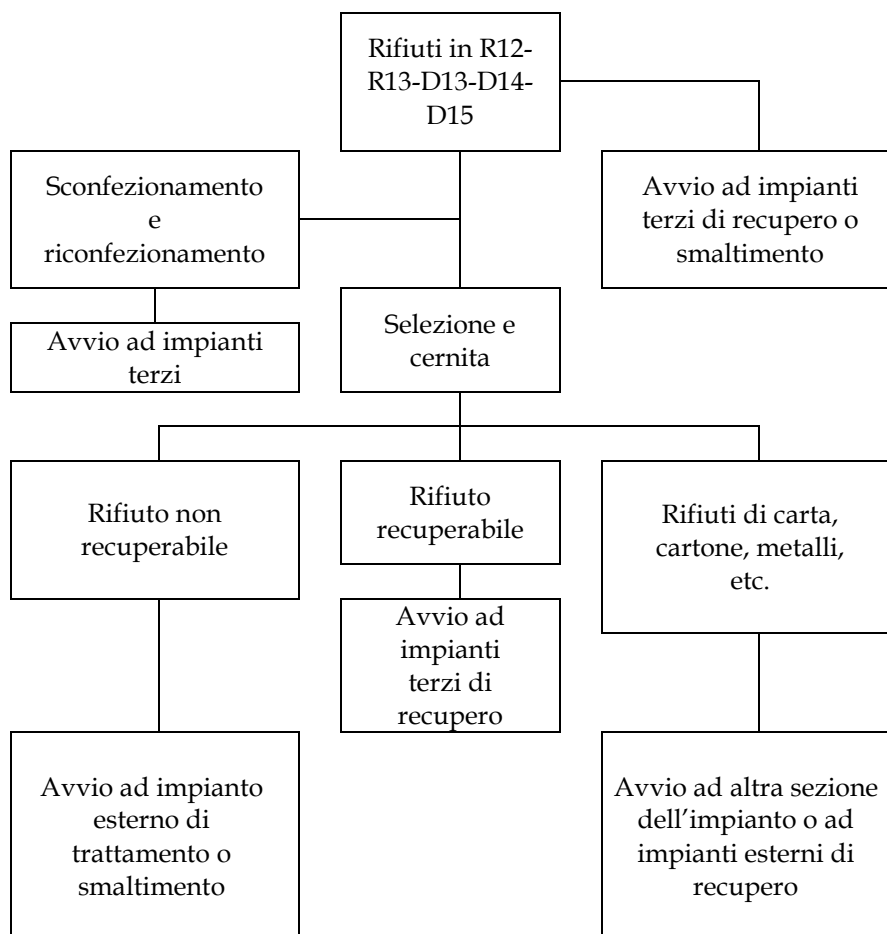 Rifiuti in R12-
R13-D13-D14-
D15
Sconfezionamento
e
riconfezionamento
Avvio ad impianti
terzi di recupero o
smaltimento
Avvio ad impianti
terzi
Selezione e
cernita
Rifiuto non
recuperabile
Rifiuto
recuperabile
Rifiuti di carta,
cartone, metalli,
etc.
Avvio ad
impianti
terzi di
recupero
Avvio ad impianto
esterno di
trattamento o
smaltimento
Avvio ad altra sezione
dell’impianto o ad
impianti esterni di
recupero